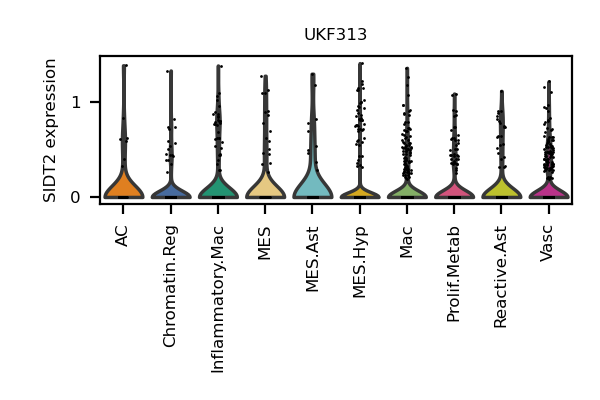 UKF313
SIDT2 expression
1
0
AC
Chromatin.Reg
Inflammatory.Mac
MES
MES.Ast
MES.Hyp
Mac
Prolif.Metab
Reactive.Ast
Vasc